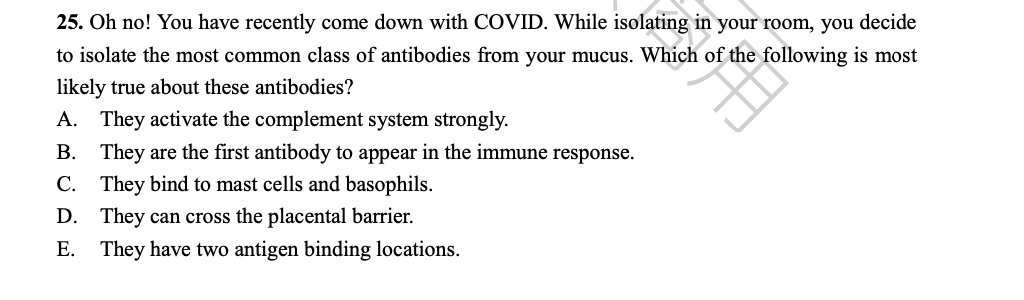 25. Oh no! You have recently come down with COVID. While isolating in your room, you decide
to isolate the most common class of antibodies from your mucus. Which of the following is most
likely true about these antibodies?
A. They activate the complement system strongly.
B. They are the first antibody to appear in the immune response.
C. They bind to mast cells and basophils.
D. They can cross the placental barrier.
E. They have two antigen binding locations.
用